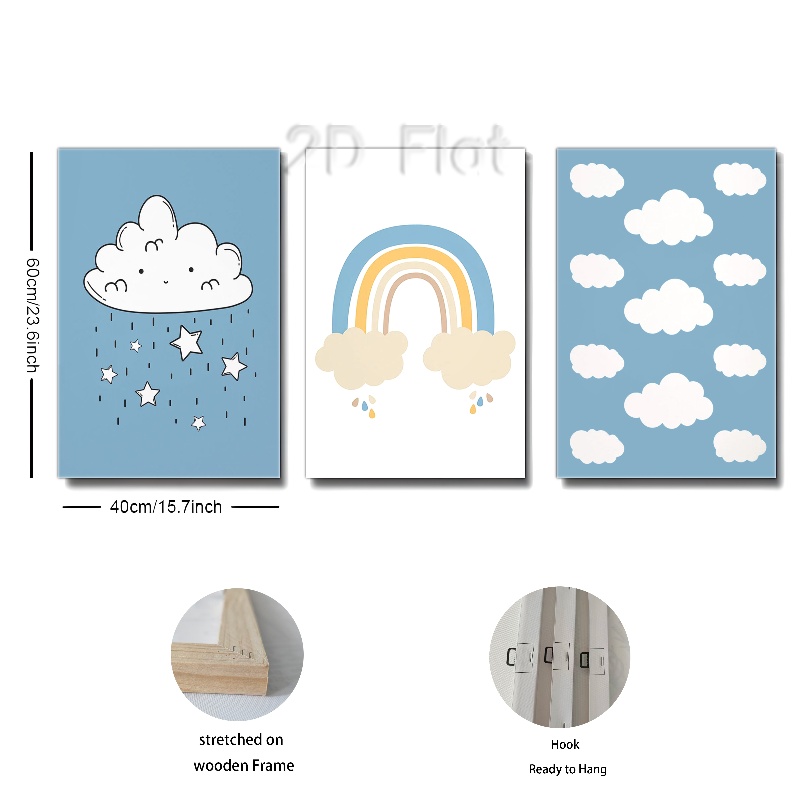 2D Flat
60cm/23.6inch
40cm/15.7inch
stretched on
wooden Frame
Hook
Ready to Hang